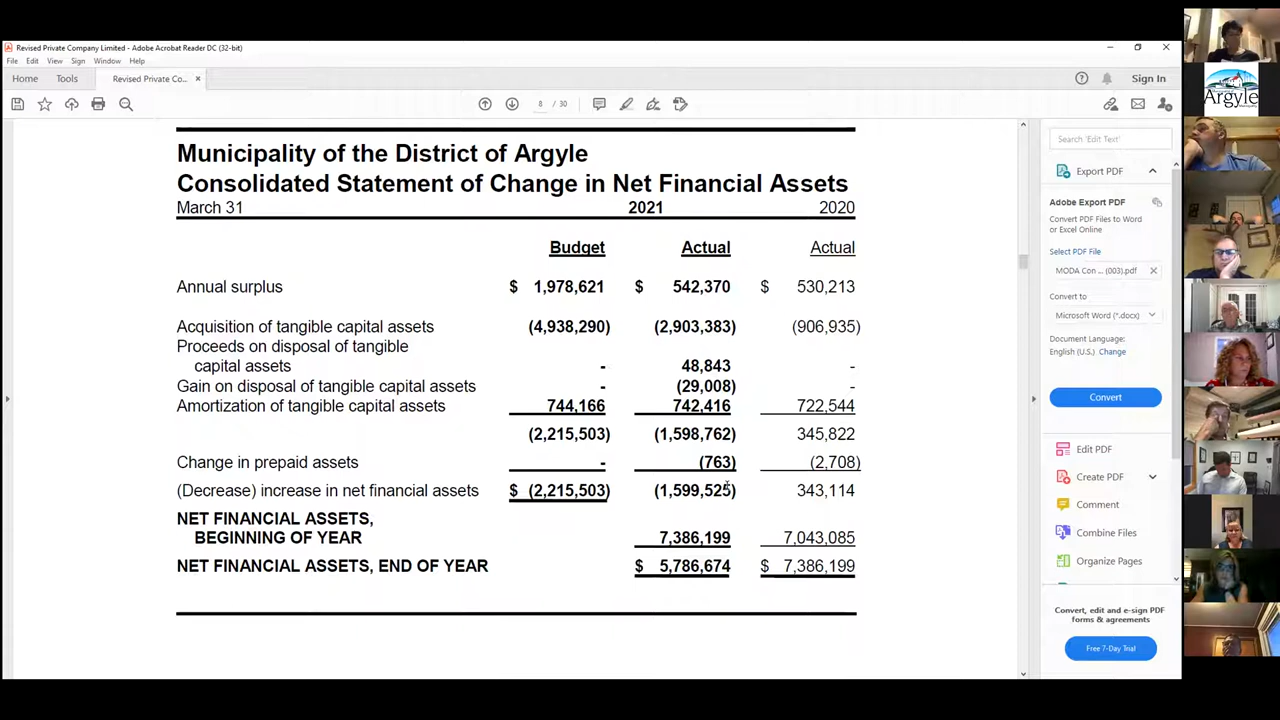 Revised Private Company Limited - Adobe Acrobat Reader DC (32-bit)
File Edit View Sign Window Help
Home Tools Revised Private Co... × Sign In
8 / 30
Municipality of the District of Argyle
Consolidated Statement of Change in Net Financial Assets
March 31 2021 2020
Budget Actual Actual
Annual surplus $ 1,978,621 $ 542,370 $ 530,213
Acquisition of tangible capital assets (4,938,290) (2,903,383) (906,935)
Proceeds on disposal of tangible
capital assets - 48,843 -
Gain on disposal of tangible capital assets - (29,008) -
Amortization of tangible capital assets 744,166 742,416 722,544
(2,215,503) (1,598,762) 345,822
Change in prepaid assets - (763) (2,708)
(Decrease) increase in net financial assets $ (2,215,503) (1,599,525) 343,114
NET FINANCIAL ASSETS,
BEGINNING OF YEAR 7,386,199 7,043,085
NET FINANCIAL ASSETS, END OF YEAR $ 5,786,674 $ 7,386,199
Search 'Edit Text'
Export PDF
Adobe Export PDF
Convert PDF Files to Word
or Excel Online
Select PDF File
MODA Con ... (003).pdf ×
Convert to
Microsoft Word (*.docx)
Document Language:
English (U.S.) Change
Convert
Edit PDF
Create PDF
Comment
Combine Files
Organize Pages
Convert, edit and e-sign PDF
forms & agreements
Free 7-Day Trial
Argyle